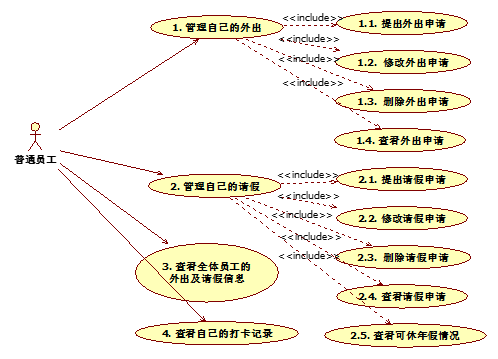 <<include>>
1.1. 提出外出申请
1. 管理自己的外出
<<include>>
<<include>>
1.2. 修改外出申请
<<include>>
1.3. 删除外出申请
1.4. 查看外出申请
普通员工
<<include>>
2.1. 提出请假申请
2. 管理自己的请假
<<include>>
<<include>>
2.2. 修改请假申请
<<include>>
<<include>>
2.3. 删除请假申请
3. 查看全体员工的
外出及请假信息
2.4. 查看请假申请
4. 查看自己的打卡记录
2.5. 查看可休年假情况